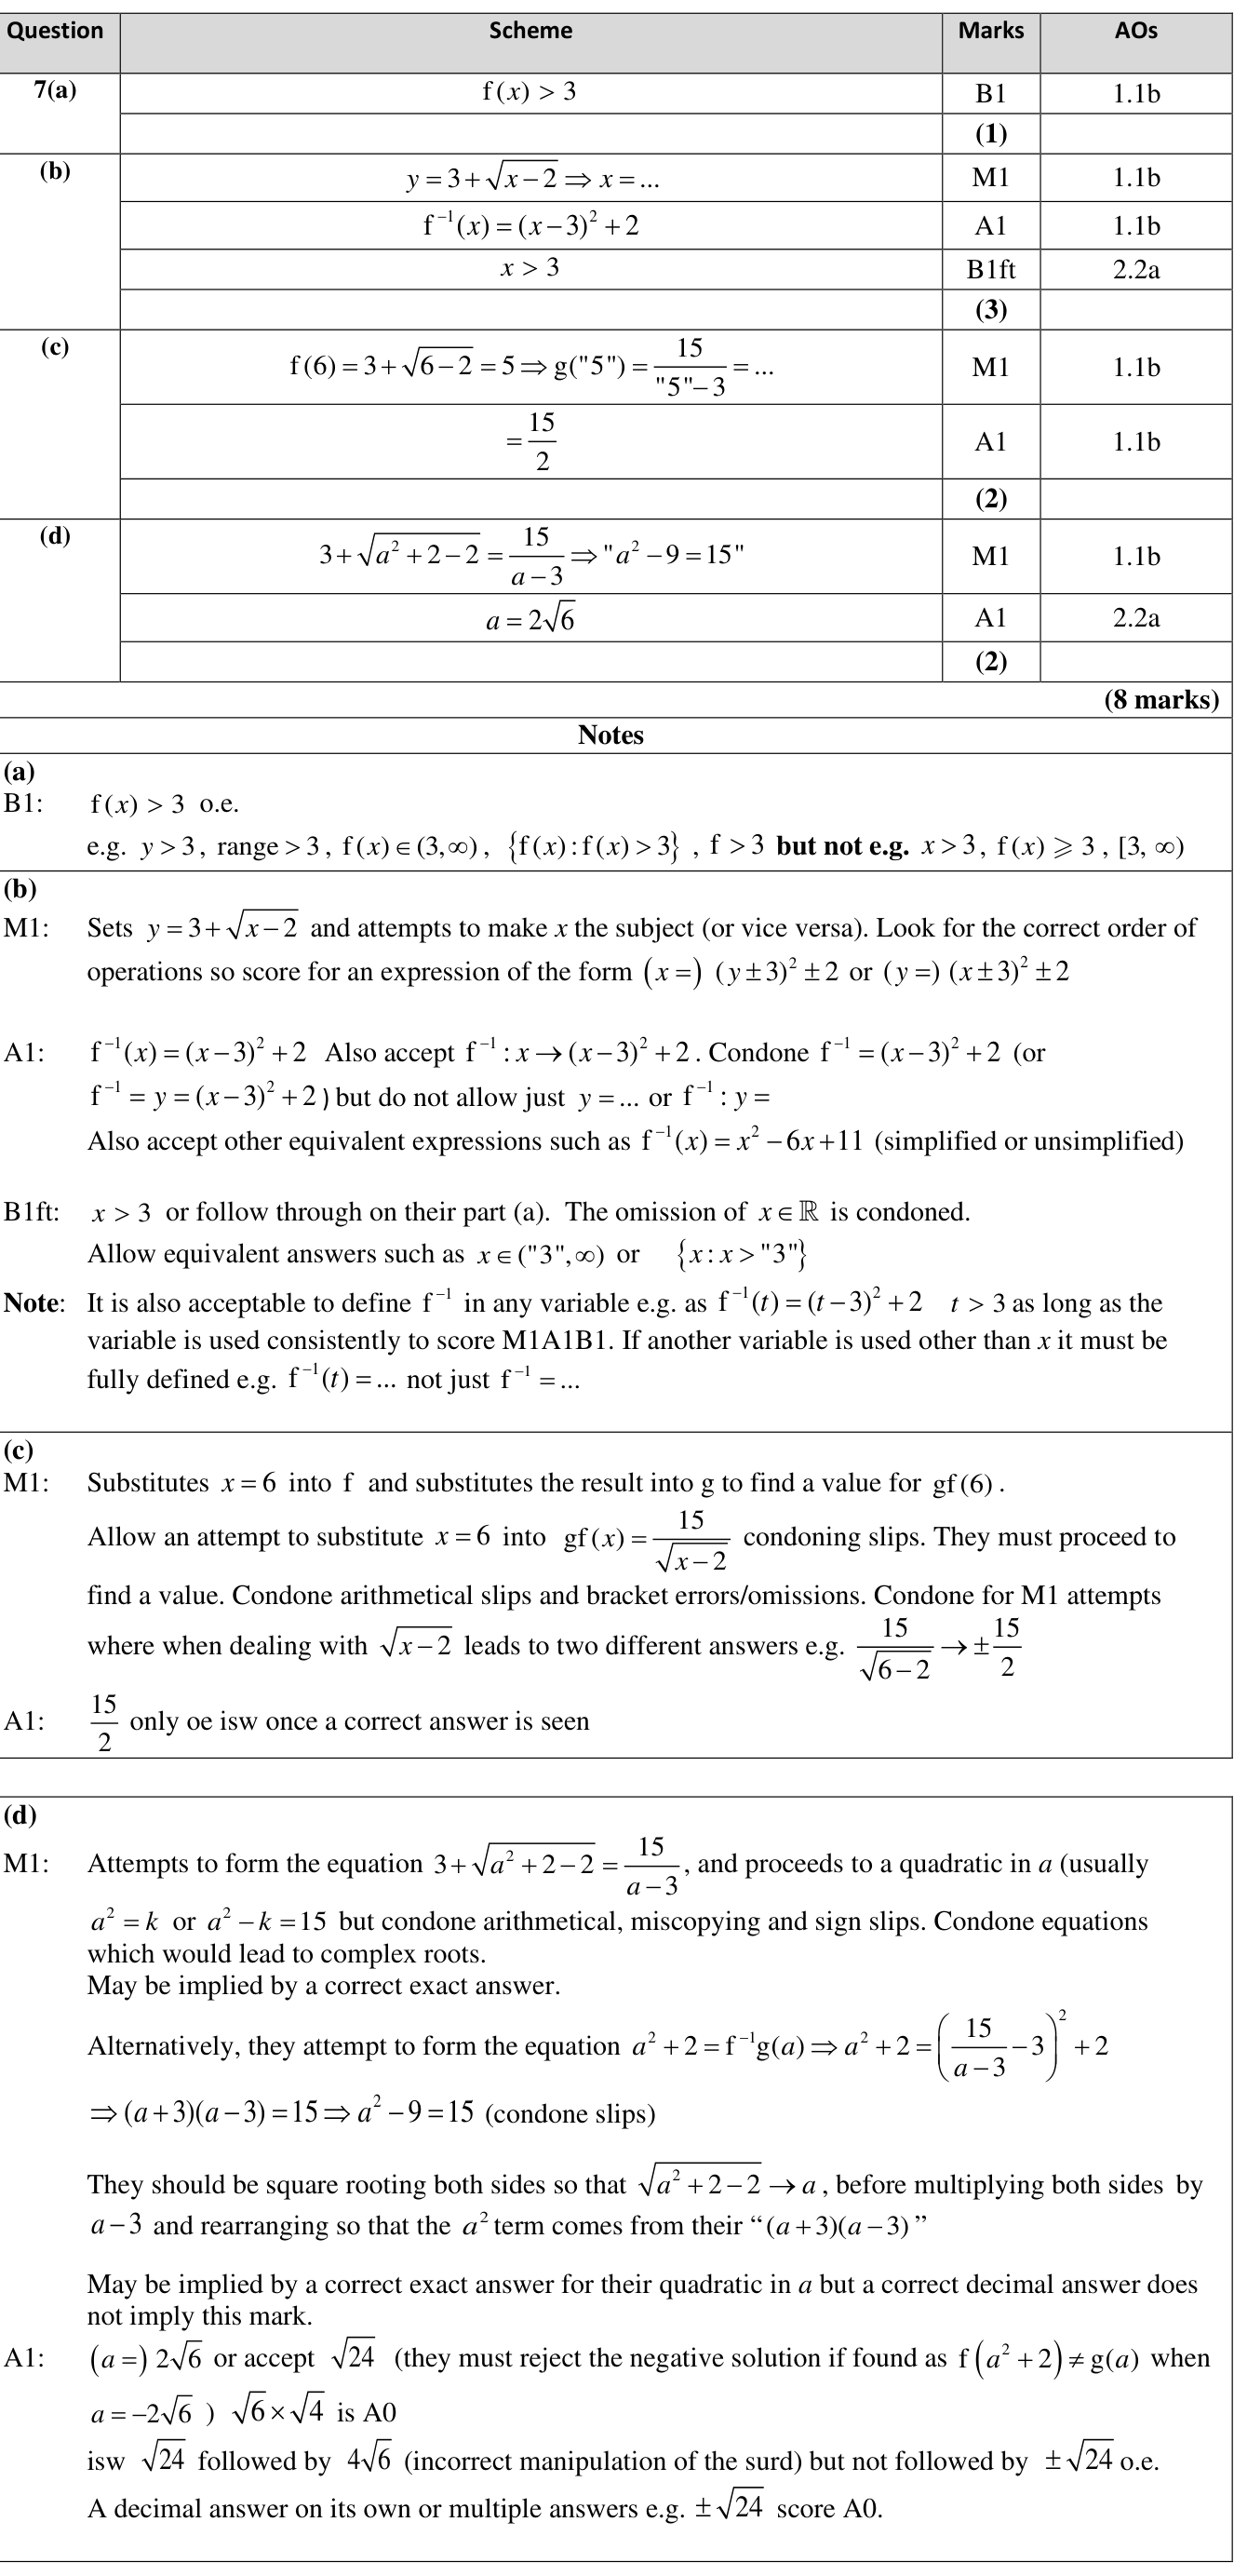 Question Scheme Marks AOs
7(a) f(x) > 3 B1 1.1b
(1)
(b) y = 3 + √(x − 2) ⇒ x = ... M1 1.1b
f⁻¹(x) = (x − 3)² + 2 A1 1.1b
x > 3 B1ft 2.2a
(3)
(c) f(6) = 3 + √(6 − 2) = 5 ⇒ g("5") = 15/("5" − 3) = ... M1 1.1b
= 15/2 A1 1.1b
(2)
(d) 3 + √(a² + 2 − 2) = 15/(a − 3) ⇒ "a² − 9 = 15" M1 1.1b
a = 2√6 A1 2.2a
(2)
(8 marks)
Notes
(a)
B1: f(x) > 3 o.e.
e.g. y > 3, range > 3, f(x) ∈ (3, ∞), {f(x) : f(x) > 3} , f > 3 but not e.g. x > 3, f(x) ⩾ 3 , [3, ∞)
(b)
M1: Sets y = 3 + √(x − 2) and attempts to make x the subject (or vice versa). Look for the correct order of
operations so score for an expression of the form (x =) (y ± 3)² ± 2 or (y =) (x ± 3)² ± 2
A1: f⁻¹(x) = (x − 3)² + 2 Also accept f⁻¹ : x → (x − 3)² + 2. Condone f⁻¹ = (x − 3)² + 2 (or
f⁻¹ = y = (x − 3)² + 2 ) but do not allow just y = ... or f⁻¹ : y =
Also accept other equivalent expressions such as f⁻¹(x) = x² − 6x + 11 (simplified or unsimplified)
B1ft: x > 3 or follow through on their part (a). The omission of x ∈ ℝ is condoned.
Allow equivalent answers such as x ∈ ("3", ∞) or {x : x > "3"}
Note: It is also acceptable to define f⁻¹ in any variable e.g. as f⁻¹(t) = (t − 3)² + 2 t > 3 as long as the
variable is used consistently to score M1A1B1. If another variable is used other than x it must be
fully defined e.g. f⁻¹(t) = ... not just f⁻¹ = ...
(c)
M1: Substitutes x = 6 into f and substitutes the result into g to find a value for gf(6).
Allow an attempt to substitute x = 6 into gf(x) = 15/√(x − 2) condoning slips. They must proceed to
find a value. Condone arithmetical slips and bracket errors/omissions. Condone for M1 attempts
where when dealing with √(x − 2) leads to two different answers e.g. 15/√(6 − 2) → ±15/2
A1: 15/2 only oe isw once a correct answer is seen
(d)
M1: Attempts to form the equation 3 + √(a² + 2 − 2) = 15/(a − 3), and proceeds to a quadratic in a (usually
a² = k or a² − k = 15 but condone arithmetical, miscopying and sign slips. Condone equations
which would lead to complex roots.
May be implied by a correct exact answer.
Alternatively, they attempt to form the equation a² + 2 = f⁻¹g(a) ⇒ a² + 2 = (15/(a − 3) − 3)² + 2
⇒ (a + 3)(a − 3) = 15 ⇒ a² − 9 = 15 (condone slips)
They should be square rooting both sides so that √(a² + 2 − 2) → a, before multiplying both sides by
a − 3 and rearranging so that the a² term comes from their “(a + 3)(a − 3)”
May be implied by a correct exact answer for their quadratic in a but a correct decimal answer does
not imply this mark.
A1: (a =) 2√6 or accept √24 (they must reject the negative solution if found as f(a² + 2) ≠ g(a) when
a = −2√6 ) √6 × √4 is A0
isw √24 followed by 4√6 (incorrect manipulation of the surd) but not followed by ±√24 o.e.
A decimal answer on its own or multiple answers e.g. ±√24 score A0.